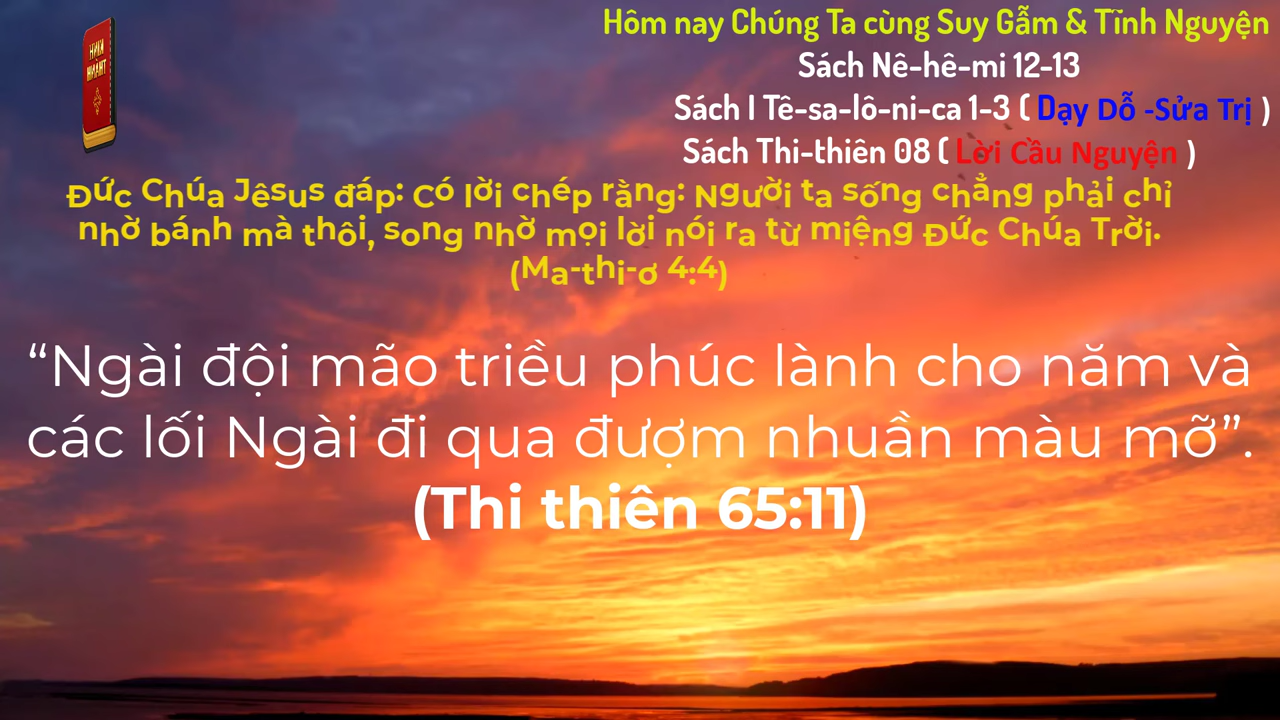 Hôm nay Chúng Ta cùng Suy Gẫm & Tĩnh Nguyện
Sách Nê-hê-mi 12-13
Sách I Tê-sa-lô-ni-ca 1-3 ( Dạy Dỗ -Sửa Trị )
Sách Thi-thiên 08 ( Lời Cầu Nguyện )
Đức Chúa Jêsus đáp: Có lời chép rằng: Người ta sống chẳng phải chỉ
nhờ bánh mà thôi, song nhờ mọi lời nói ra từ miệng Đức Chúa Trời.
(Ma-thi-ơ 4:4)
“Ngài đội mão triều phúc lành cho năm và
các lối Ngài đi qua đượm nhuần màu mỡ”.
(Thi thiên 65:11)
KINH
THÁNH